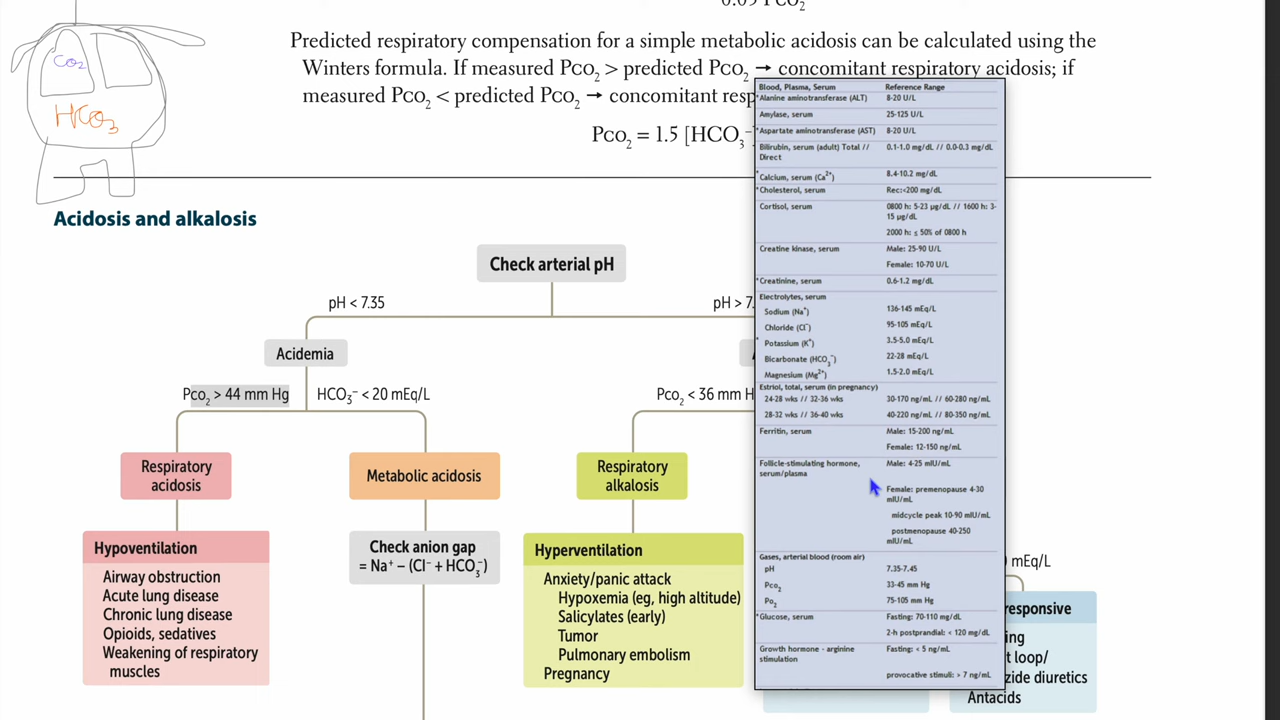 0.03 PCO2
Predicted respiratory compensation for a simple metabolic acidosis can be calculated using the
Winters formula. If measured PCO2 > predicted PCO2 → concomitant respiratory acidosis; if
measured PCO2 < predicted PCO2 → concomitant resp
PCO2 = 1.5 [HCO3−]
CO2
HCO3
Acidosis and alkalosis
Check arterial pH
pH < 7.35
pH > 7.
Acidemia
A
Pco2 > 44 mm Hg
HCO3− < 20 mEq/L
Pco2 < 36 mm H
Respiratory
acidosis
Metabolic acidosis
Respiratory
alkalosis
Hypoventilation
Airway obstruction
Acute lung disease
Chronic lung disease
Opioids, sedatives
Weakening of respiratory
muscles
Check anion gap
= Na+ − (Cl− + HCO3−)
Hyperventilation
Anxiety/panic attack
Hypoxemia (eg, high altitude)
Salicylates (early)
Tumor
Pulmonary embolism
Pregnancy
mEq/L
responsive
ing
t loop/
zide diuretics
Antacids
Blood, Plasma, Serum Reference Range
*Alanine aminotransferase (ALT) 8-20 U/L
Amylase, serum 25-125 U/L
*Aspartate aminotransferase (AST) 8-20 U/L
Bilirubin, serum (adult) Total // 0.1-1.0 mg/dL // 0.0-0.3 mg/dL
Direct
*Calcium, serum (Ca2+) 8.4-10.2 mg/dL
*Cholesterol, serum Rec:<200 mg/dL
Cortisol, serum 0800 h: 5-23 µg/dL // 1600 h: 3-
15 µg/dL
2000 h: ≤ 50% of 0800 h
Creatine kinase, serum Male: 25-90 U/L
Female: 10-70 U/L
*Creatinine, serum 0.6-1.2 mg/dL
Electrolytes, serum
Sodium (Na+) 136-145 mEq/L
Chloride (Cl−) 95-105 mEq/L
* Potassium (K+) 3.5-5.0 mEq/L
Bicarbonate (HCO3−) 22-28 mEq/L
Magnesium (Mg2+) 1.5-2.0 mEq/L
Estriol, total, serum (in pregnancy)
24-28 wks // 32-36 wks 30-170 ng/mL // 60-280 ng/mL
28-32 wks // 36-40 wks 40-220 ng/mL // 80-350 ng/mL
Ferritin, serum Male: 15-200 ng/mL
Female: 12-150 ng/mL
Follicle-stimulating hormone, Male: 4-25 mIU/mL
serum/plasma
Female: premenopause 4-30
mIU/mL
midcycle peak 10-90 mIU/mL
postmenopause 40-250
mIU/mL
Gases, arterial blood (room air)
pH 7.35-7.45
Pco2 33-45 mm Hg
Po2 75-105 mm Hg
*Glucose, serum Fasting: 70-110 mg/dL
2-h postprandial: < 120 mg/dL
Growth hormone - arginine Fasting: < 5 ng/mL
stimulation
provocative stimuli: > 7 ng/mL